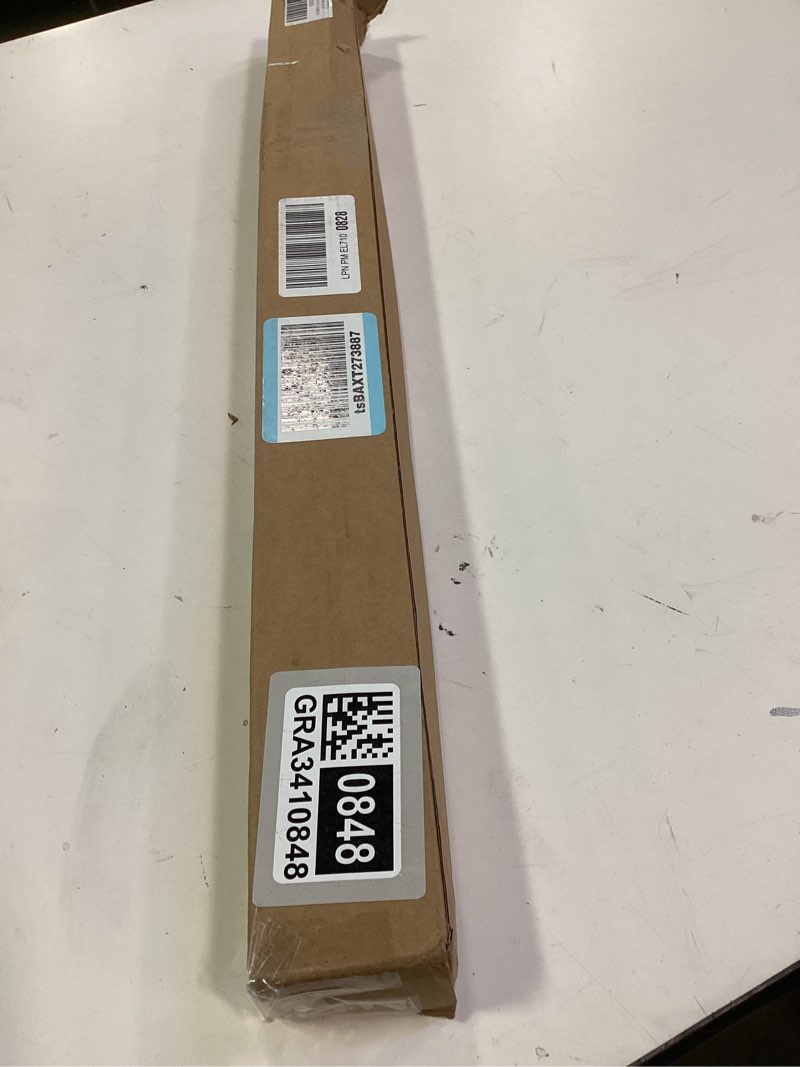 LPN PM EL710 0828
tsBAXT273887
GRA3410848
0848